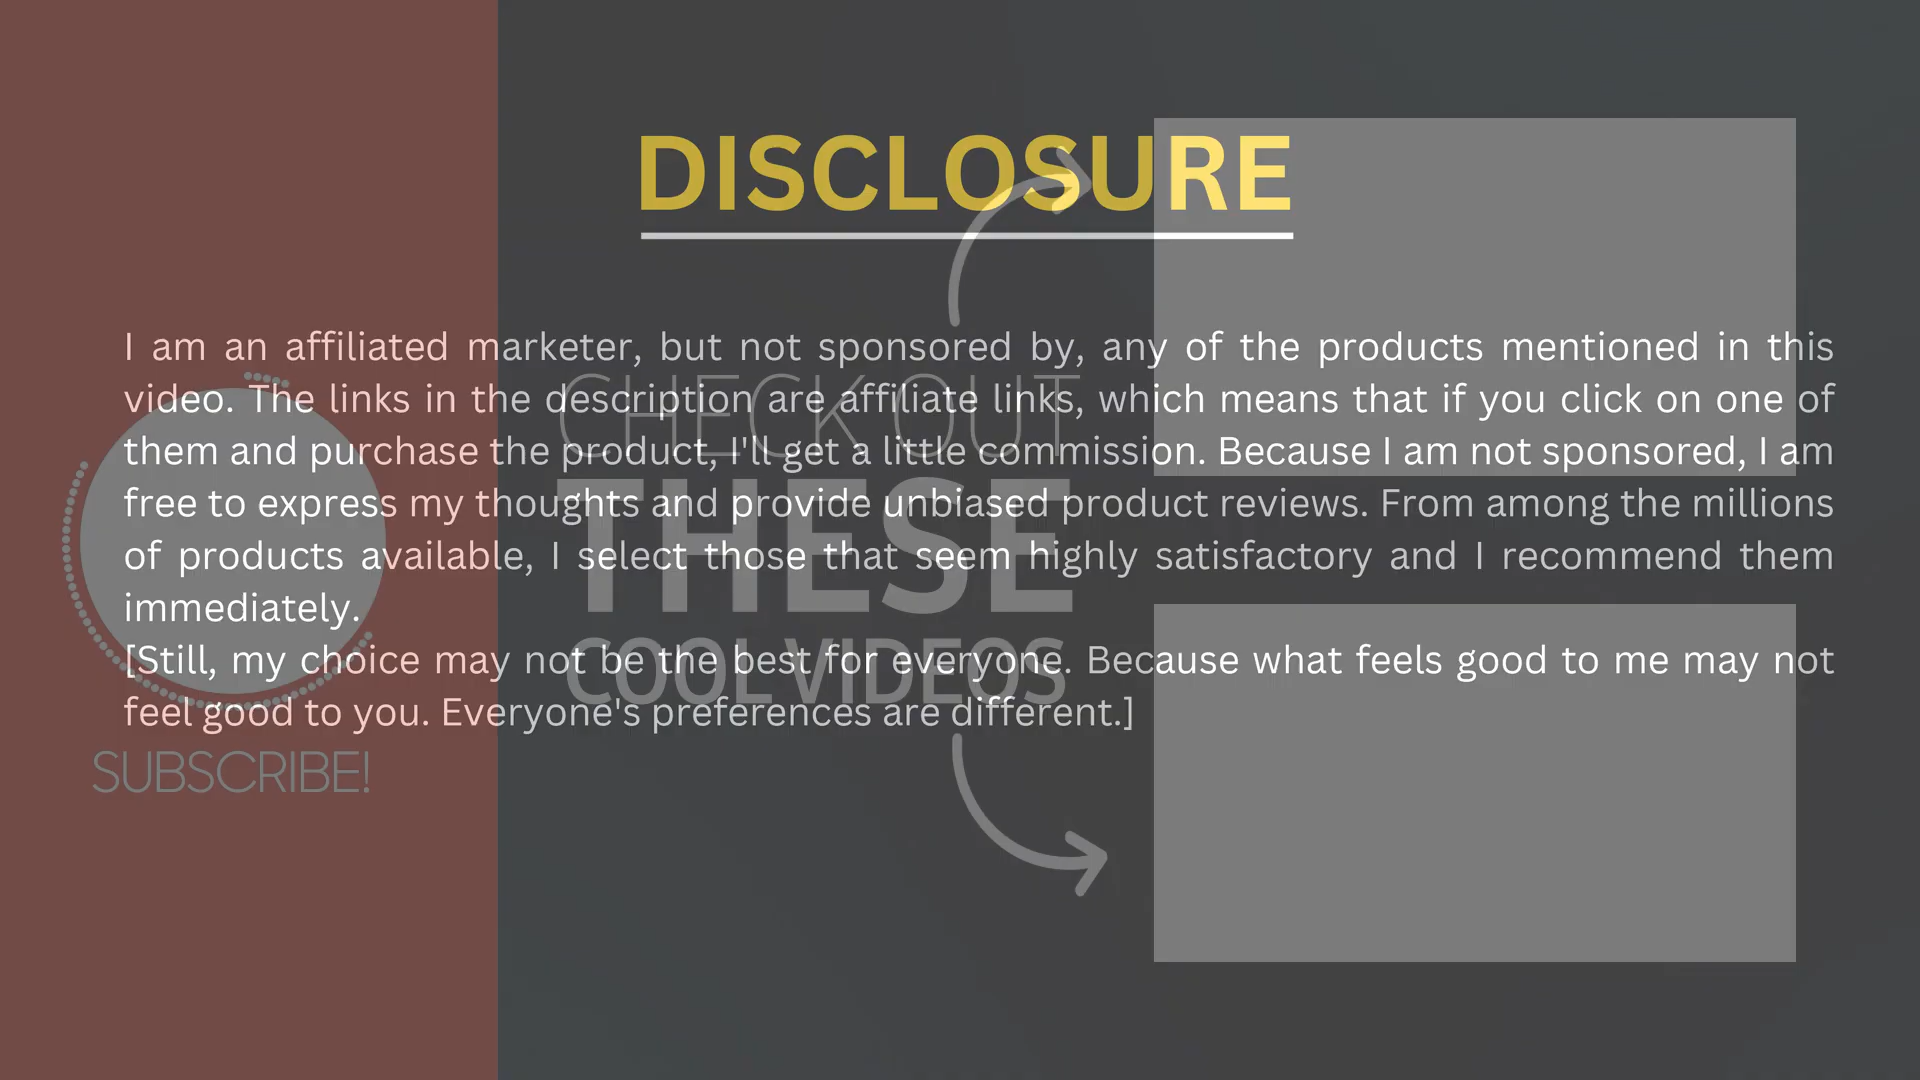 DISCLOSURE
I am an affiliated marketer, but not sponsored by, any of the products mentioned in this
video. The links in the description are affiliate links, which means that if you click on one of
them and purchase the product, I'll get a little commission. Because I am not sponsored, I am
free to express my thoughts and provide unbiased product reviews. From among the millions
of products available, I select those that seem highly satisfactory and I recommend them
immediately.
[Still, my choice may not be the best for everyone. Because what feels good to me may not
feel good to you. Everyone's preferences are different.]
CHECK OUT
THESE
COOL VIDEOS
SUBSCRIBE!